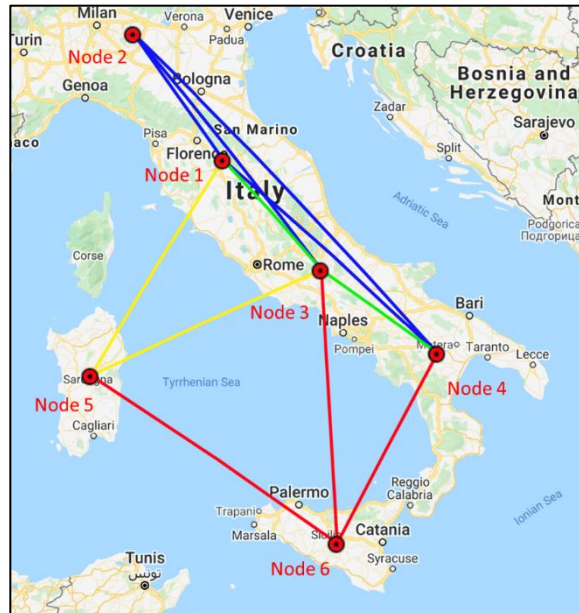 Milan
Verona
Venice
Turin
Node 2
Padua
Croatia
Bosnia and
Herzegovina
Genoa
Bologna
Zadar
Sarajevo
San Marino
Pisa
Florence
Split
Node 1
Italy
Adriatic Sea
Mont
Podgorica
Подгорица
Corse
Rome
Node 3
Naples
Bari
Pompei
Matera
Taranto
Lecce
Node 4
Sardegna
Tyrrhenian Sea
Node 5
Cagliari
Reggio
Calabria
Ionian Sea
Palermo
Trapani
Marsala
Sicilia
Catania
Syracuse
Node 6
Tunis
تونس